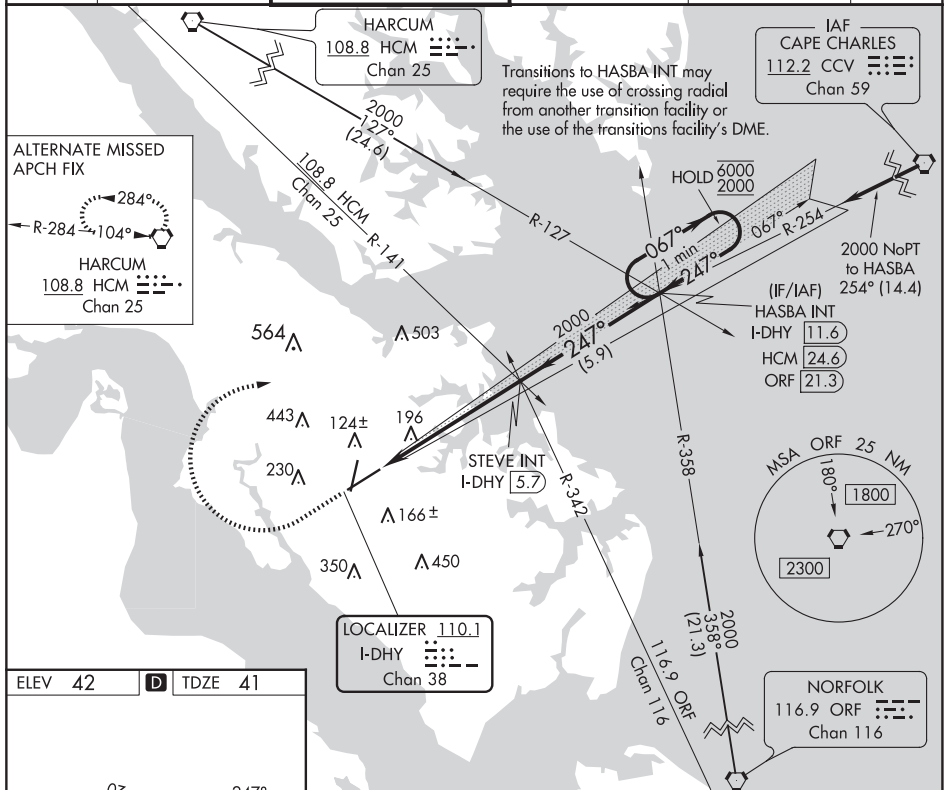 HARCUM
108.8 HCM
Chan 25
Transitions to HASBA INT may
require the use of crossing radial
from another transition facility or
the use of the transitions facility's DME.
IAF
CAPE CHARLES
112.2 CCV
Chan 59
ALTERNATE MISSED
APCH FIX
284°
R-284
104°
HARCUM
108.8 HCM
Chan 25
2000
127°
(24.6)
R-127
108.8 HCM
Chan 25
R-141
HOLD 6000
2000
067°
1 min
247°
067°
R-254
2000 NoPT
to HASBA
254° (14.4)
(IF/IAF)
HASBA INT
I-DHY 11.6
HCM 24.6
ORF 21.3
2000
247°
(5.9)
564
503
443
124±
196
230
166±
350
450
STEVE INT
I-DHY 5.7
R-342
R-358
MSA ORF 25 NM
180°
1800
270°
2300
LOCALIZER 110.1
I-DHY
Chan 38
116.9 ORF
Chan 116
2000
358°
(21.3)
NORFOLK
116.9 ORF
Chan 116
ELEV 42
D
TDZE 41
247°